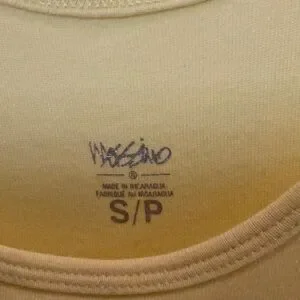 Mossimo
MADE IN NICARAGUA
FABRIQUÉ AU NICARAGUA
S/P